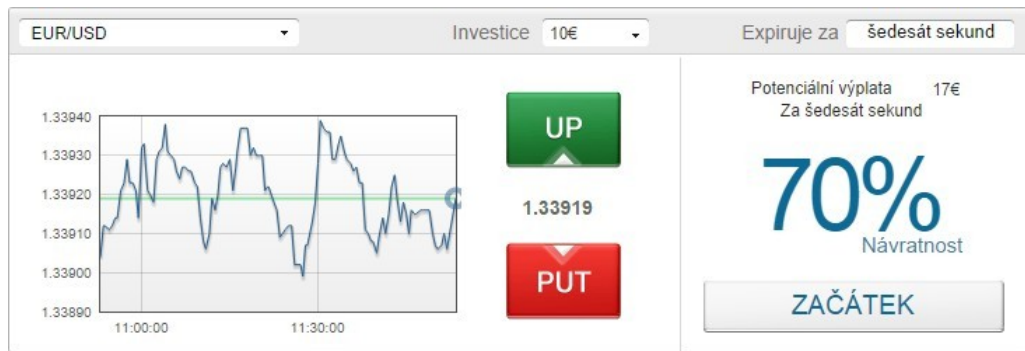 EUR/USD
Investice 10€
Expiruje za šedesát sekund
1.33940
1.33930
1.33920
1.33910
1.33900
1.33890
11:00:00 11:30:00
UP
1.33919
PUT
Potenciální výplata 17€
Za šedesát sekund
70%
Návratnost
ZAČÁTEK